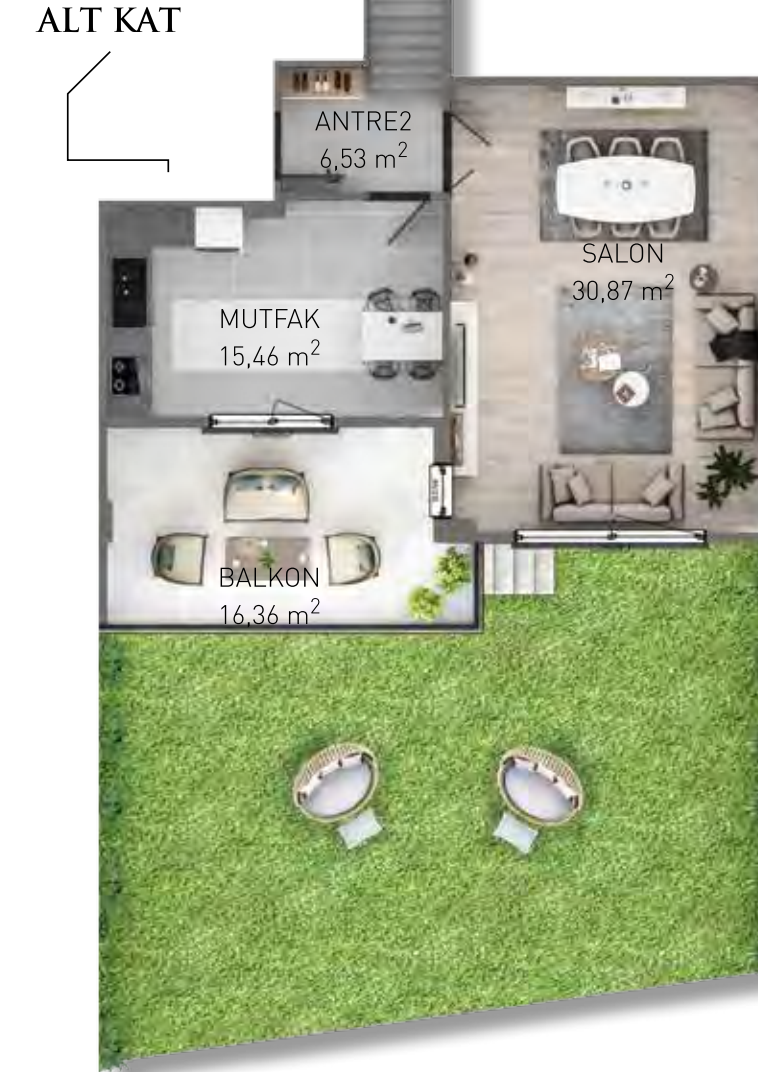 ALT KAT
ANTRE2
6,53 m²
SALON
30,87 m²
MUTFAK
15,46 m²
BALKON
16,36 m²